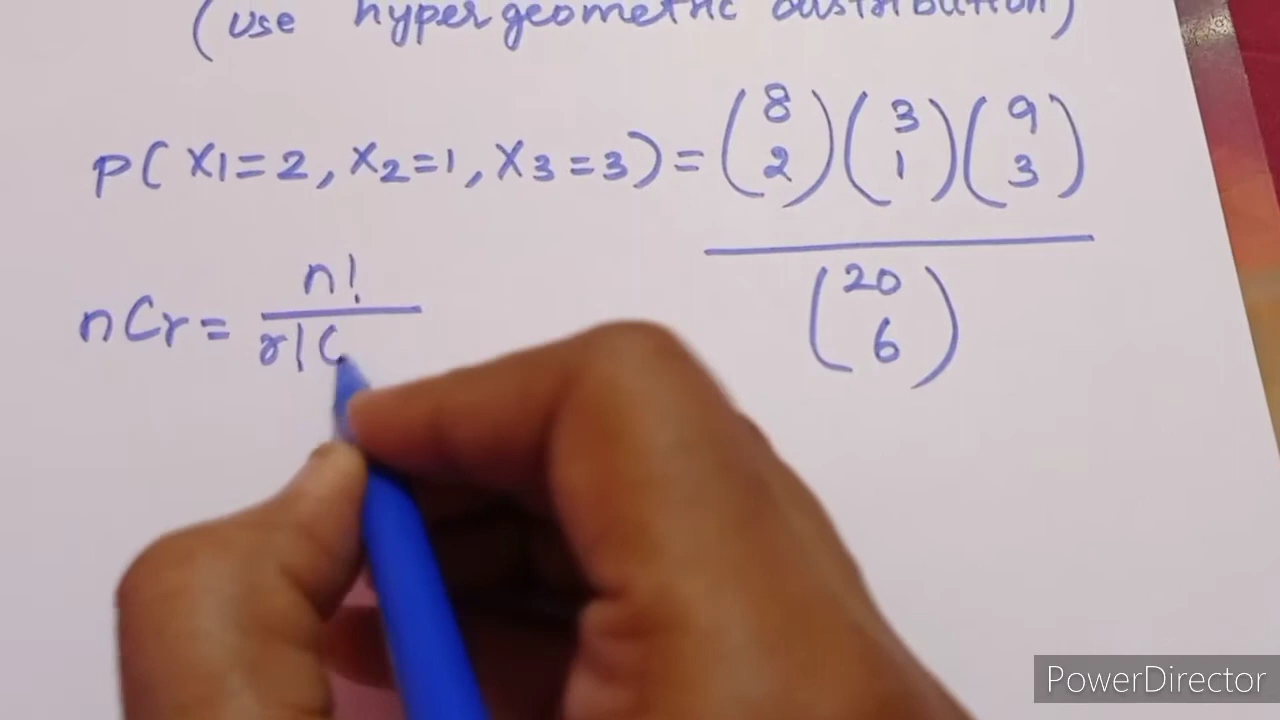 (use hypergeometric distribution)
P(X1=2, X2=1, X3=3) = (8 2)(3 1)(9 3)
(20 6)
nCr = n!
r!(
PowerDirector